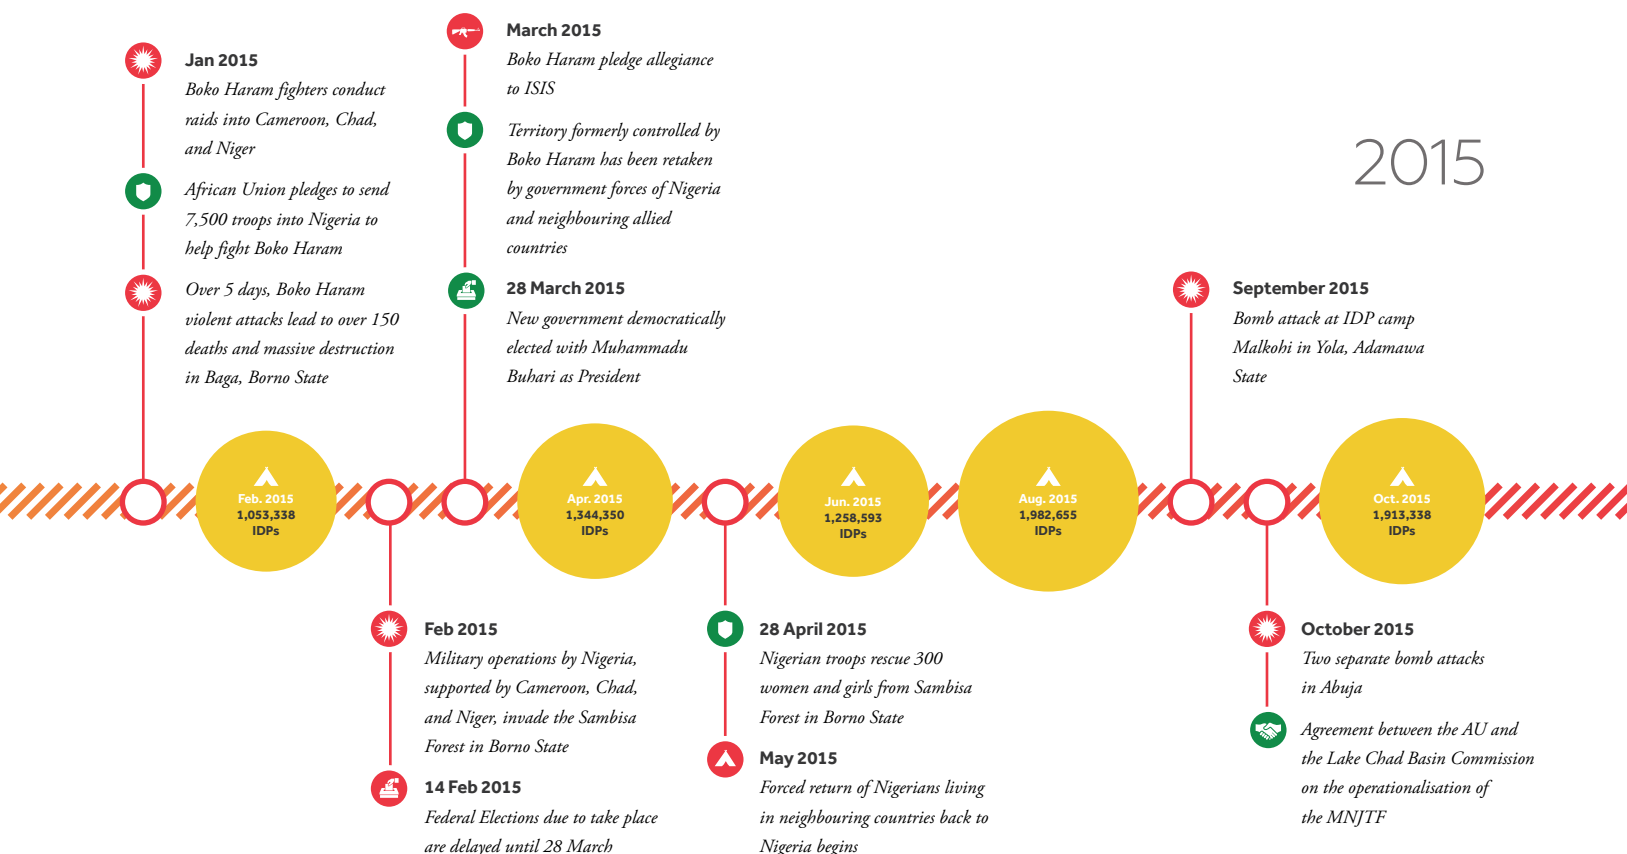 Jan 2015
Boko Haram fighters conduct
raids into Cameroon, Chad,
and Niger
African Union pledges to send
7,500 troops into Nigeria to
help fight Boko Haram
Over 5 days, Boko Haram
violent attacks lead to over 150
deaths and massive destruction
in Baga, Borno State
March 2015
Boko Haram pledge allegiance
to ISIS
Territory formerly controlled by
Boko Haram has been retaken
by government forces of Nigeria
and neighbouring allied
countries
28 March 2015
New government democratically
elected with Muhammadu
Buhari as President
2015
September 2015
Bomb attack at IDP camp
Malkohi in Yola, Adamawa
State
Feb. 2015
1,053,338
IDPs
Apr. 2015
1,344,350
IDPs
Jun. 2015
1,258,593
IDPs
Aug. 2015
1,982,655
IDPs
Oct. 2015
1,913,338
IDPs
Feb 2015
Military operations by Nigeria,
supported by Cameroon, Chad,
and Niger, invade the Sambisa
Forest in Borno State
14 Feb 2015
Federal Elections due to take place
are delayed until 28 March
28 April 2015
Nigerian troops rescue 300
women and girls from Sambisa
Forest in Borno State
May 2015
Forced return of Nigerians living
in neighbouring countries back to
Nigeria begins
October 2015
Two separate bomb attacks
in Abuja
Agreement between the AU and
the Lake Chad Basin Commission
on the operationalisation of
the MNJTF